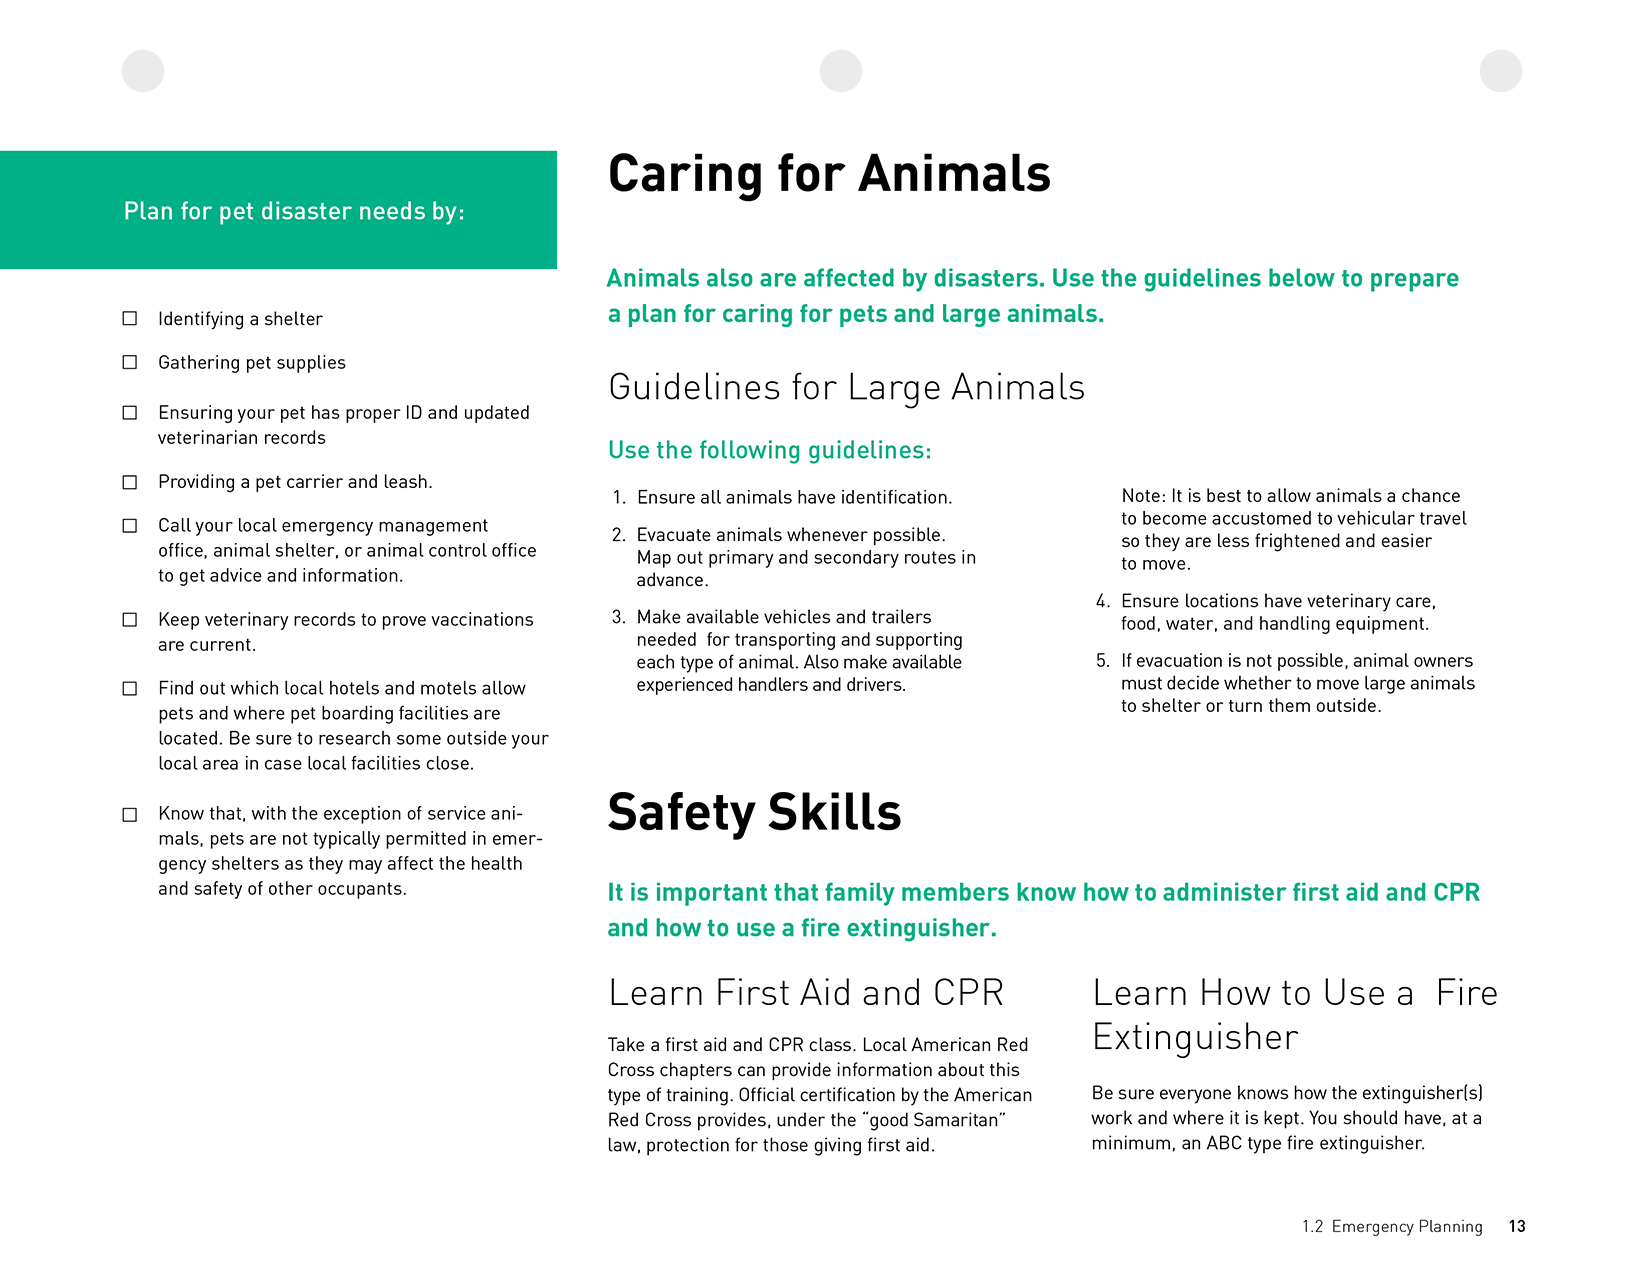 Plan for pet disaster needs by:
Identifying a shelter
Gathering pet supplies
Ensuring your pet has proper ID and updated
veterinarian records
Providing a pet carrier and leash.
Call your local emergency management
office, animal shelter, or animal control office
to get advice and information.
Keep veterinary records to prove vaccinations
are current.
Find out which local hotels and motels allow
pets and where pet boarding facilities are
located. Be sure to research some outside your
local area in case local facilities close.
Know that, with the exception of service ani-
mals, pets are not typically permitted in emer-
gency shelters as they may affect the health
and safety of other occupants.
Caring for Animals
Animals also are affected by disasters. Use the guidelines below to prepare
a plan for caring for pets and large animals.
Guidelines for Large Animals
Use the following guidelines:
1. Ensure all animals have identification.
2. Evacuate animals whenever possible.
Map out primary and secondary routes in
advance.
3. Make available vehicles and trailers
needed  for transporting and supporting
each type of animal. Also make available
experienced handlers and drivers.
Note: It is best to allow animals a chance
to become accustomed to vehicular travel
so they are less frightened and easier
to move.
4. Ensure locations have veterinary care,
food, water, and handling equipment.
5. If evacuation is not possible, animal owners
must decide whether to move large animals
to shelter or turn them outside.
Safety Skills
It is important that family members know how to administer first aid and CPR
and how to use a fire extinguisher.
Learn First Aid and CPR
Take a first aid and CPR class. Local American Red
Cross chapters can provide information about this
type of training. Official certification by the American
Red Cross provides, under the “good Samaritan”
law, protection for those giving first aid.
Learn How to Use a  Fire
Extinguisher
Be sure everyone knows how the extinguisher(s)
work and where it is kept. You should have, at a
minimum, an ABC type fire extinguisher.
1.2 Emergency Planning 13